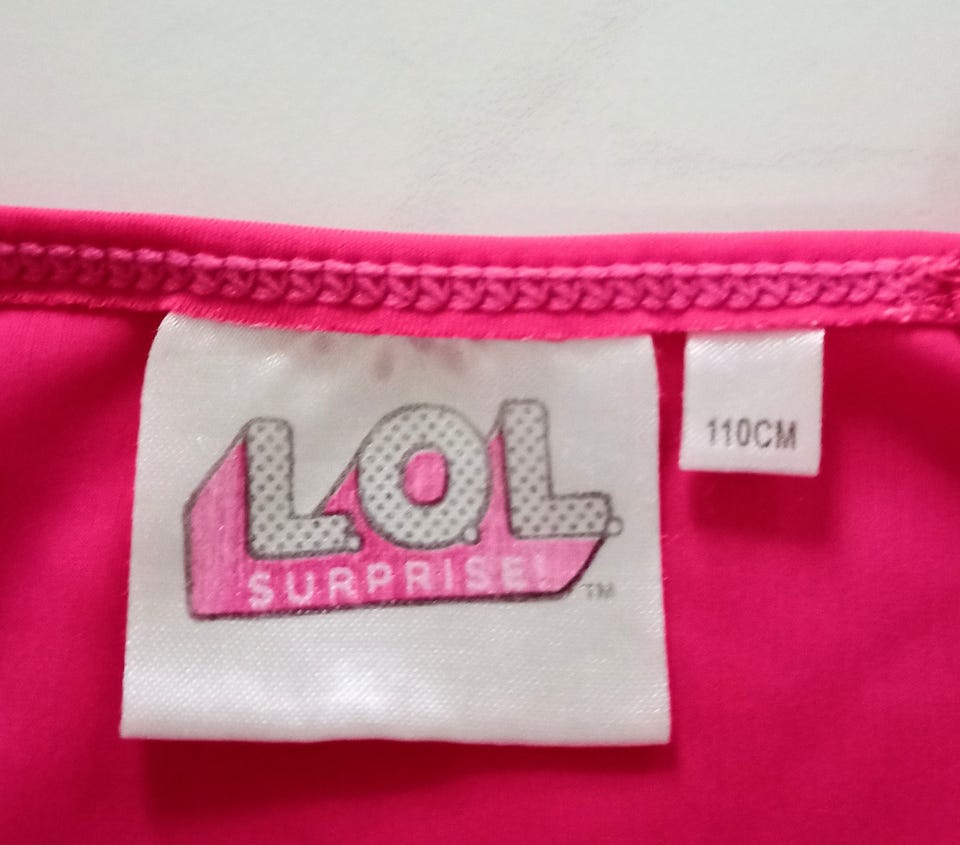 L.O.L.
SURPRISE!
TM
110CM